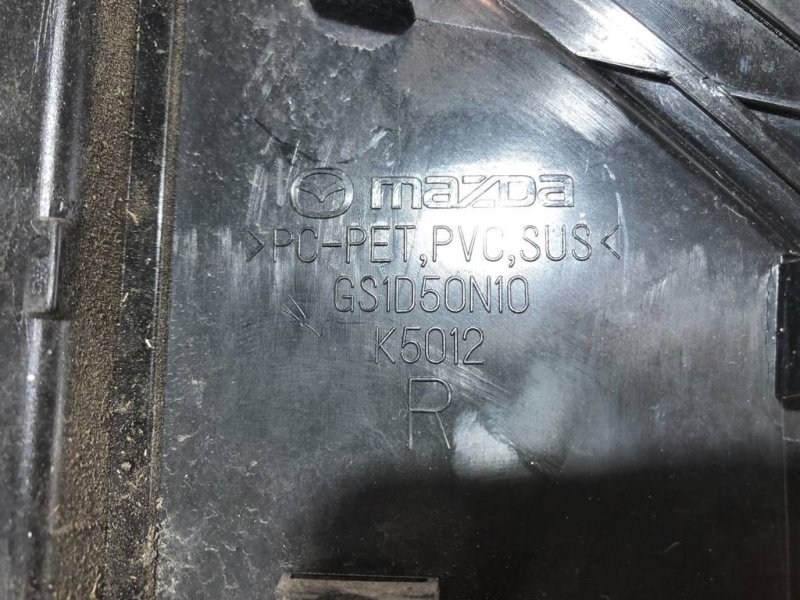 mazda
>PC-PET,PVC,SUS<
GS1D50N10
K5012
R